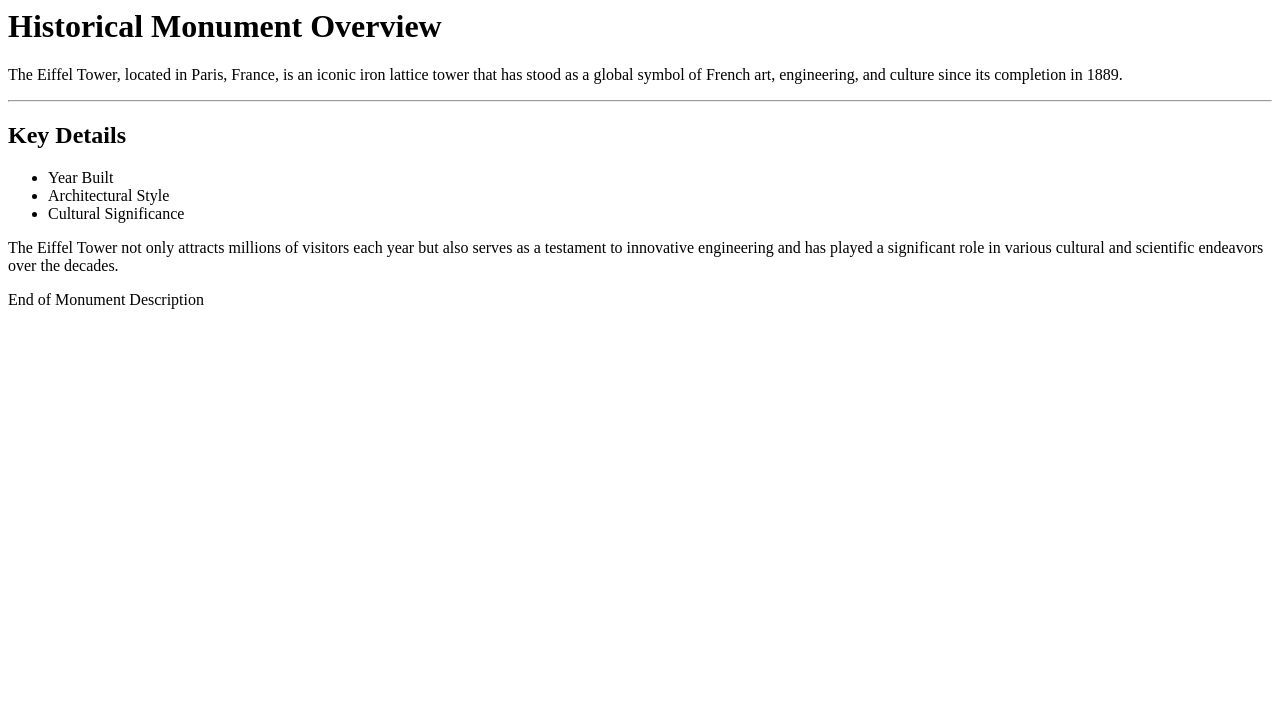 Historical Monument Overview
The Eiffel Tower, located in Paris, France, is an iconic iron lattice tower that has stood as a global symbol of French art, engineering, and culture since its completion in 1889.
Key Details
Year Built
Architectural Style
Cultural Significance
The Eiffel Tower not only attracts millions of visitors each year but also serves as a testament to innovative engineering and has played a significant role in various cultural and scientific endeavors
over the decades.
End of Monument Description